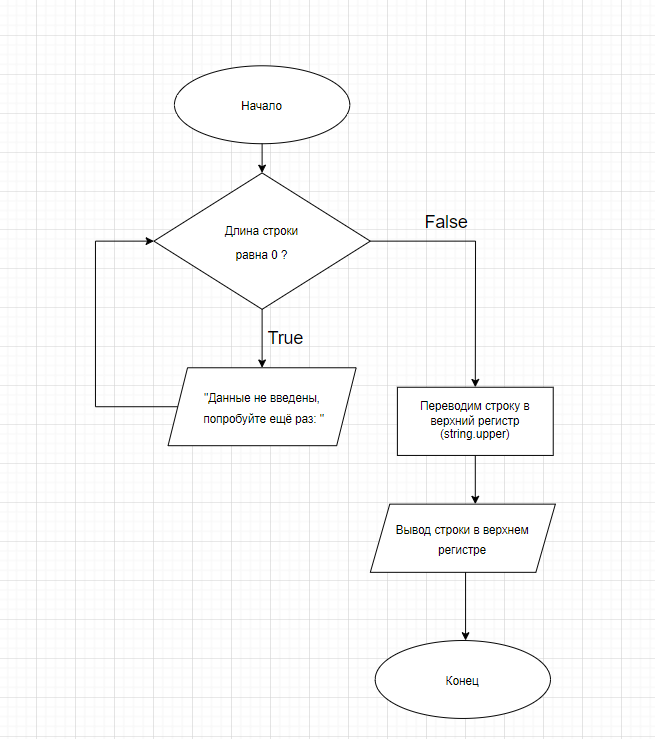 Начало
Длина строки
равна 0 ?
False
True
"Данные не введены,
попробуйте ещё раз: "
Переводим строку в
верхний регистр
(string.upper)
Вывод строки в верхнем
регистре
Конец